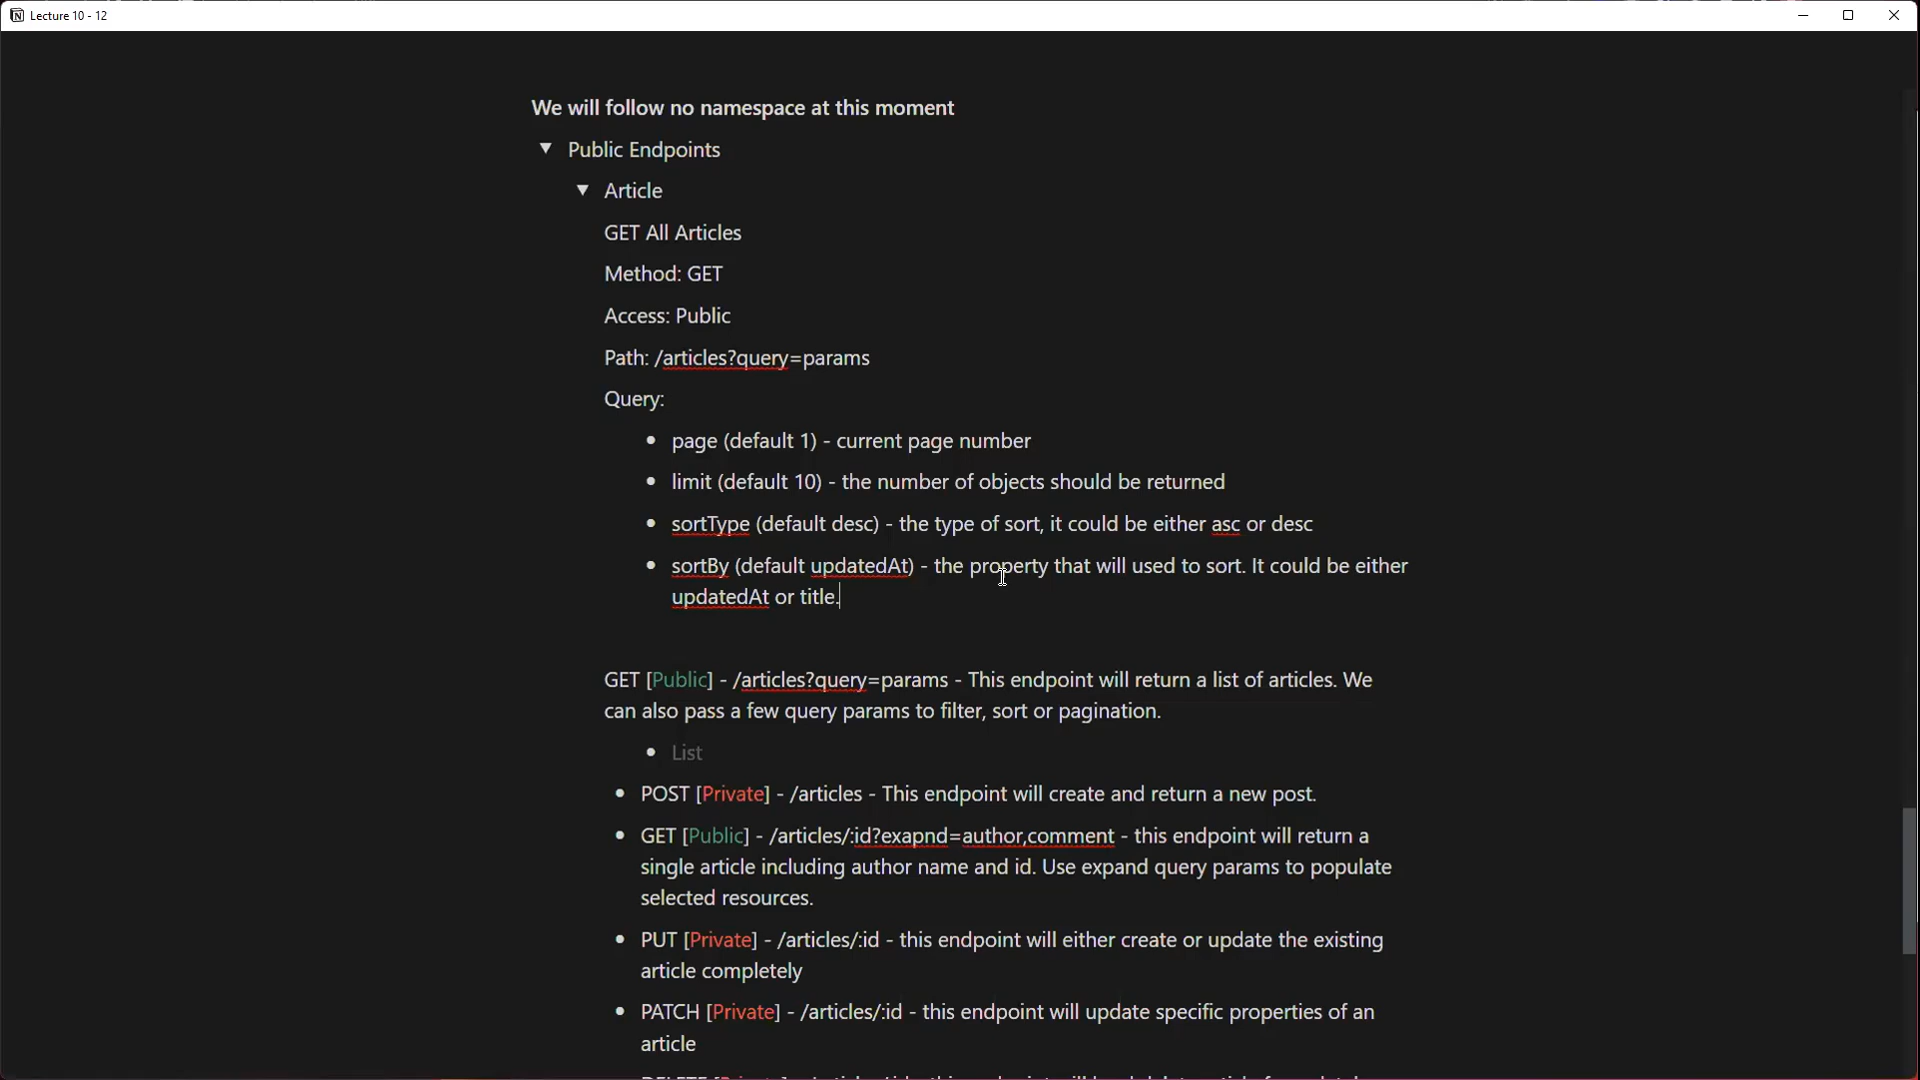 Lecture 10 - 12
We will follow no namespace at this moment
Public Endpoints
Article
GET All Articles
Method: GET
Access: Public
Path: /articles?query=params
Query:
page (default 1) - current page number
limit (default 10) - the number of objects should be returned
sortType (default desc) - the type of sort, it could be either asc or desc
sortBy (default updatedAt) - the property that will used to sort. It could be either
updatedAt or title.
GET [Public] - /articles?query=params - This endpoint will return a list of articles. We
can also pass a few query params to filter, sort or pagination.
List
POST [Private] - /articles - This endpoint will create and return a new post.
GET [Public] - /articles/:id?exapnd=author,comment - this endpoint will return a
single article including author name and id. Use expand query params to populate
selected resources.
PUT [Private] - /articles/:id - this endpoint will either create or update the existing
article completely
PATCH [Private] - /articles/:id - this endpoint will update specific properties of an
article